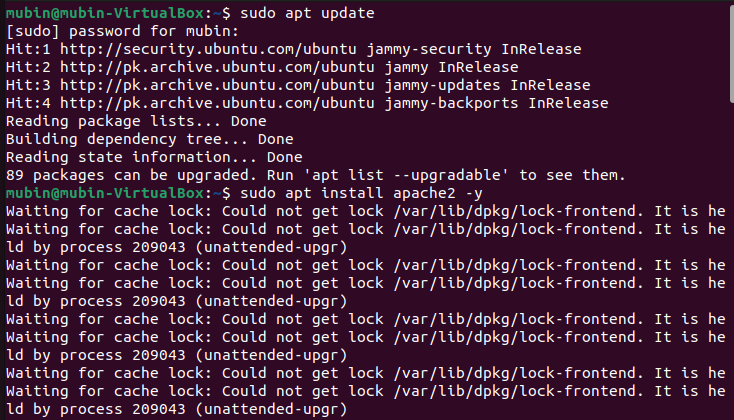 mubin@mubin-VirtualBox:~$ sudo apt update
[sudo] password for mubin:
Hit:1 http://security.ubuntu.com/ubuntu jammy-security InRelease
Hit:2 http://pk.archive.ubuntu.com/ubuntu jammy InRelease
Hit:3 http://pk.archive.ubuntu.com/ubuntu jammy-updates InRelease
Hit:4 http://pk.archive.ubuntu.com/ubuntu jammy-backports InRelease
Reading package lists... Done
Building dependency tree... Done
Reading state information... Done
89 packages can be upgraded. Run 'apt list --upgradable' to see them.
mubin@mubin-VirtualBox:~$ sudo apt install apache2 -y
Waiting for cache lock: Could not get lock /var/lib/dpkg/lock-frontend. It is he
Waiting for cache lock: Could not get lock /var/lib/dpkg/lock-frontend. It is he
ld by process 209043 (unattended-upgr)
Waiting for cache lock: Could not get lock /var/lib/dpkg/lock-frontend. It is he
Waiting for cache lock: Could not get lock /var/lib/dpkg/lock-frontend. It is he
ld by process 209043 (unattended-upgr)
Waiting for cache lock: Could not get lock /var/lib/dpkg/lock-frontend. It is he
Waiting for cache lock: Could not get lock /var/lib/dpkg/lock-frontend. It is he
ld by process 209043 (unattended-upgr)
Waiting for cache lock: Could not get lock /var/lib/dpkg/lock-frontend. It is he
Waiting for cache lock: Could not get lock /var/lib/dpkg/lock-frontend. It is he
ld by process 209043 (unattended-upgr)